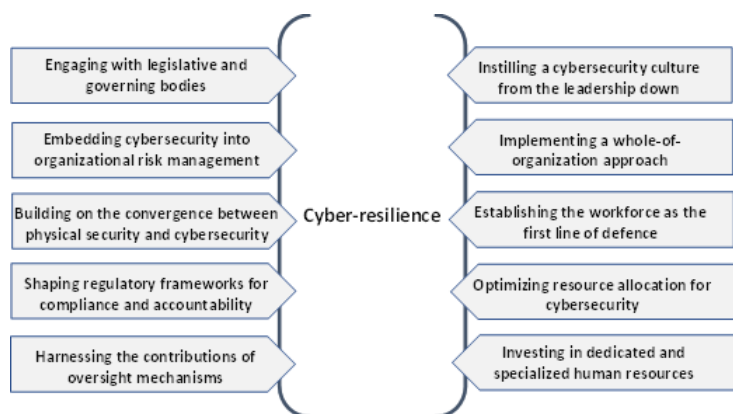 Engaging with legislative and
governing bodies
Embedding cybersecurity into
organizational risk management
Building on the convergence between
physical security and cybersecurity
Shaping regulatory frameworks for
compliance and accountability
Harnessing the contributions of
oversight mechanisms
Cyber-resilience
Instilling a cybersecurity culture
from the leadership down
Implementing a whole-of-
organization approach
Establishing the workforce as the
first line of defence
Optimizing resource allocation for
cybersecurity
Investing in dedicated and
specialized human resources